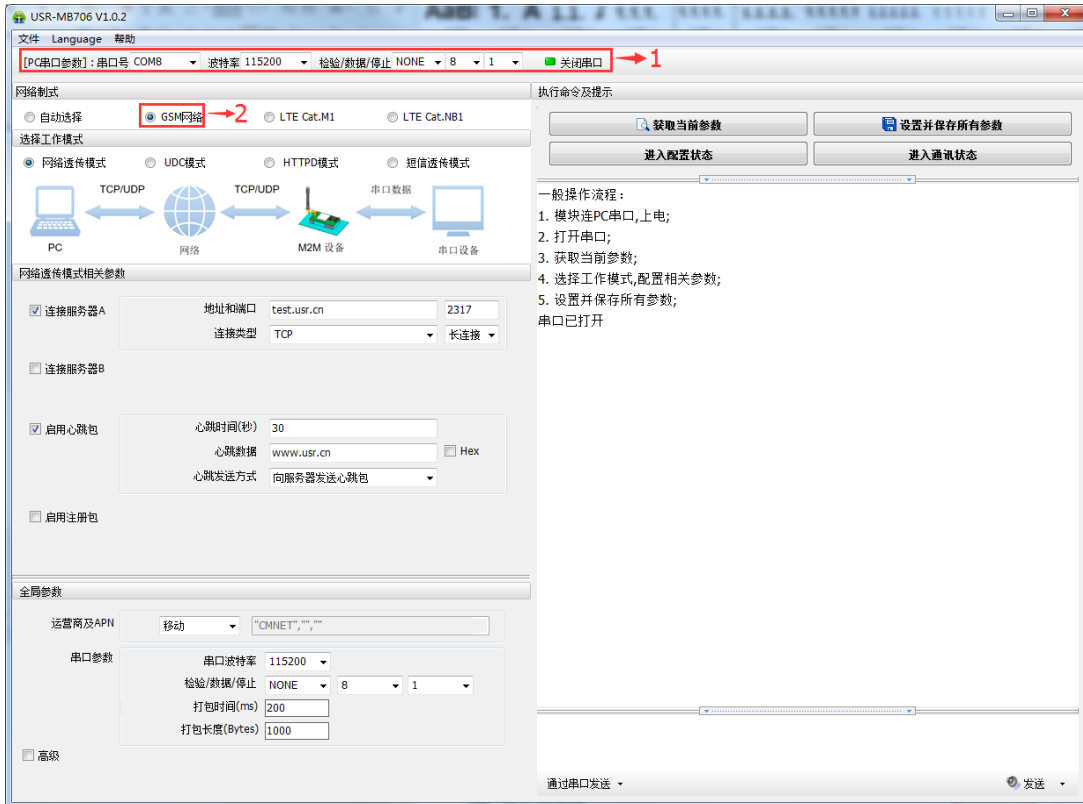 USR-MB706 V1.0.2
文件 Language 帮助
[PC串口参数]：串口号 COM8 波特率 115200 检验/数据/停止 NONE 8 1 关闭串口 1
网络制式
自动选择 GSM网络 2 LTE Cat.M1 LTE Cat.NB1
选择工作模式
网络透传模式 UDC模式 HTTPD模式 短信透传模式
TCP/UDP TCP/UDP 串口数据
PC 网络 M2M 设备 串口设备
网络透传模式相关参数
连接服务器A 地址和端口 test.usr.cn 2317
连接类型 TCP 长连接
连接服务器B
启用心跳包 心跳时间(秒) 30
心跳数据 www.usr.cn Hex
心跳发送方式 向服务器发送心跳包
启用注册包
全局参数
运营商及APN 移动 "CMNET","",""
串口参数 串口波特率 115200
检验/数据/停止 NONE 8 1
打包时间(ms) 200
打包长度(Bytes) 1000
高级
执行命令及提示
获取当前参数 设置并保存所有参数
进入配置状态 进入通讯状态
一般操作流程：
1. 模块连PC串口,上电;
2. 打开串口;
3. 获取当前参数;
4. 选择工作模式,配置相关参数;
5. 设置并保存所有参数;
串口已打开
通过串口发送 发送